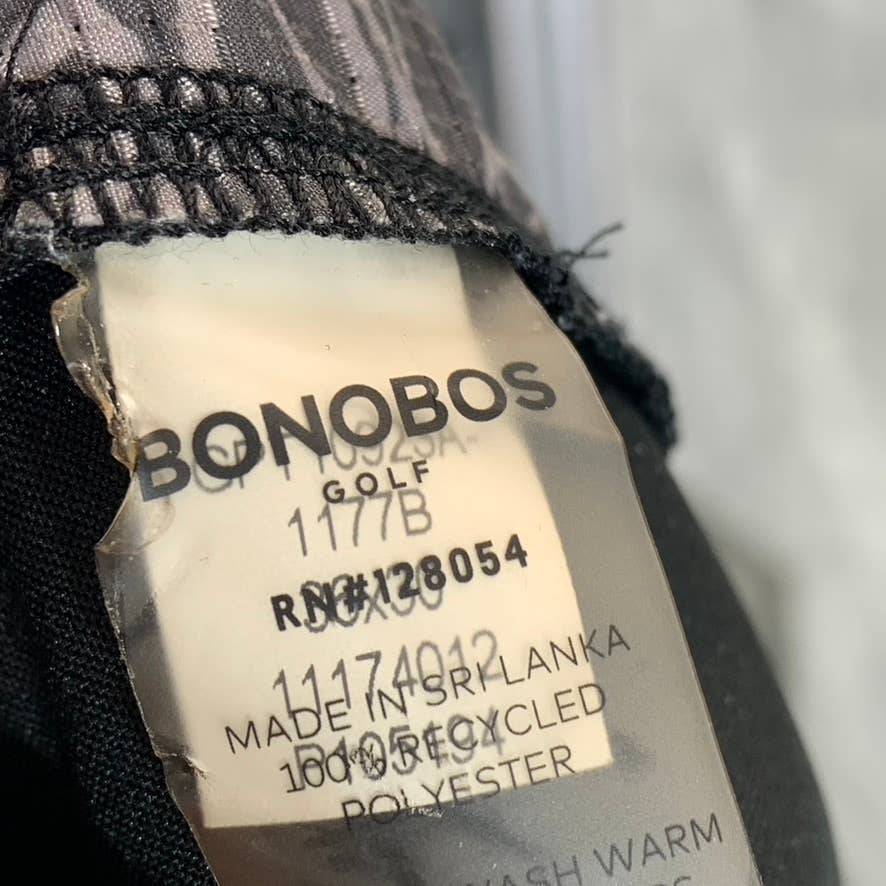 BONOBOS
GOLF
1177B
RN#128054
11174012
MADE IN SRI LANKA
100% RECYCLED
POLYESTER
WASH WARM